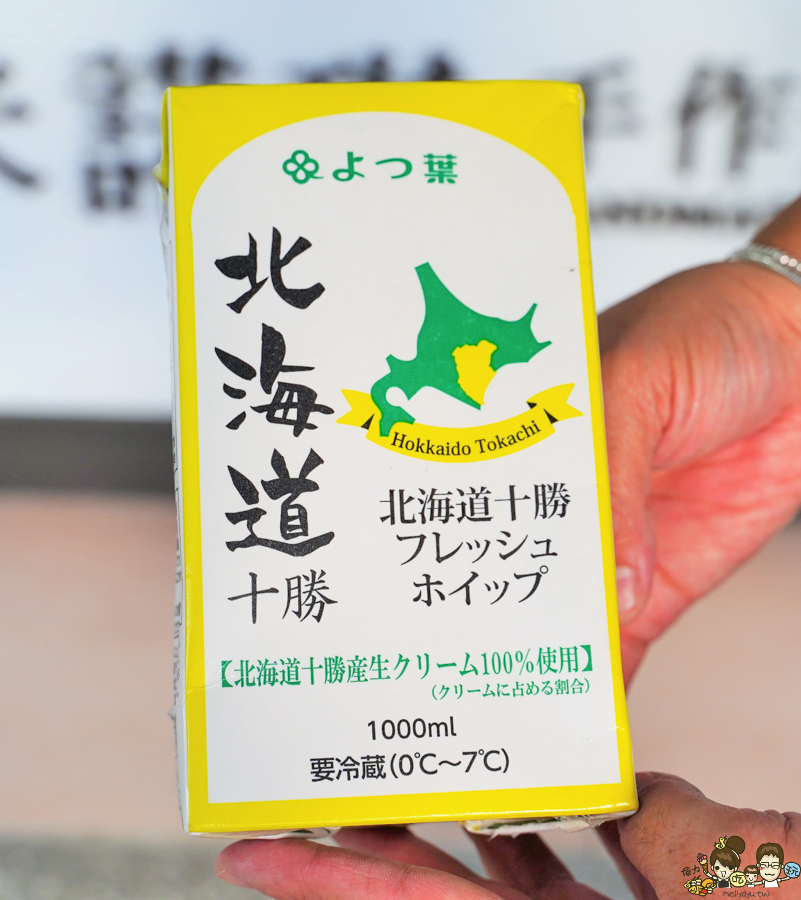 よつ葉
北海道
十勝
Hokkaido Tokachi
北海道十勝
フレッシュ
ホイップ
【北海道十勝産生クリーム100%使用】
(クリームに占める割合)
1000ml
要冷蔵(0℃〜7℃)
手作